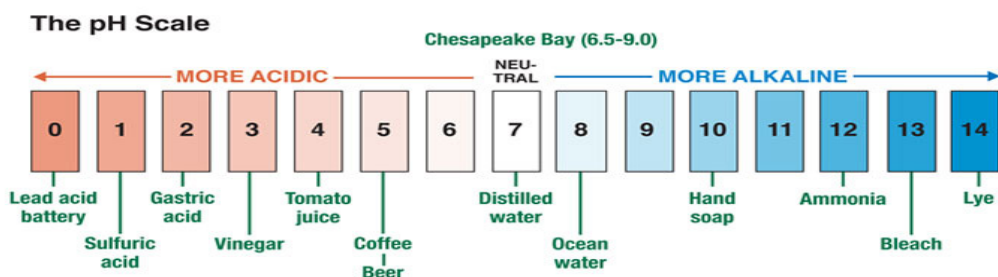 The pH Scale
Chesapeake Bay (6.5-9.0)
MORE ACIDIC
NEU-
TRAL
MORE ALKALINE
0 1 2 3 4 5 6 7 8 9 10 11 12 13 14
Lead acid
battery
Sulfuric
acid
Gastric
acid
Vinegar
Tomato
juice
Coffee
Beer
Distilled
water
Ocean
water
Hand
soap
Ammonia
Bleach
Lye